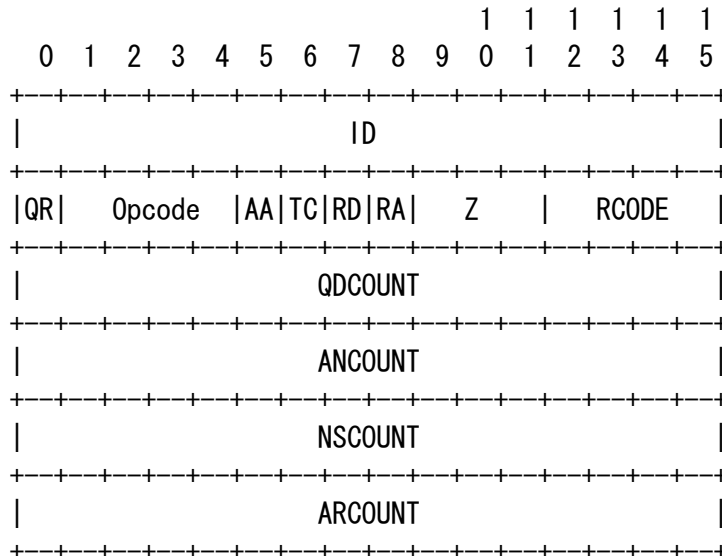 1  1  1  1  1  1
  0  1  2  3  4  5  6  7  8  9  0  1  2  3  4  5
+--+--+--+--+--+--+--+--+--+--+--+--+--+--+--+--+
|                      ID                       |
+--+--+--+--+--+--+--+--+--+--+--+--+--+--+--+--+
|QR|   Opcode  |AA|TC|RD|RA|   Z    |   RCODE   |
+--+--+--+--+--+--+--+--+--+--+--+--+--+--+--+--+
|                    QDCOUNT                    |
+--+--+--+--+--+--+--+--+--+--+--+--+--+--+--+--+
|                    ANCOUNT                    |
+--+--+--+--+--+--+--+--+--+--+--+--+--+--+--+--+
|                    NSCOUNT                    |
+--+--+--+--+--+--+--+--+--+--+--+--+--+--+--+--+
|                    ARCOUNT                    |
+--+--+--+--+--+--+--+--+--+--+--+--+--+--+--+--+